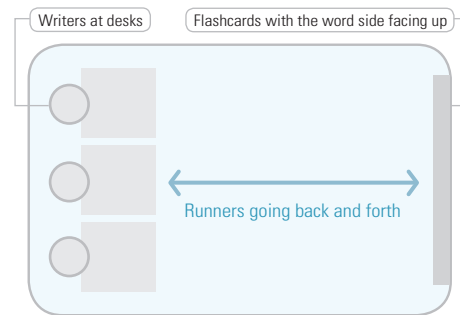 Writers at desks
Flashcards with the word side facing up
Runners going back and forth